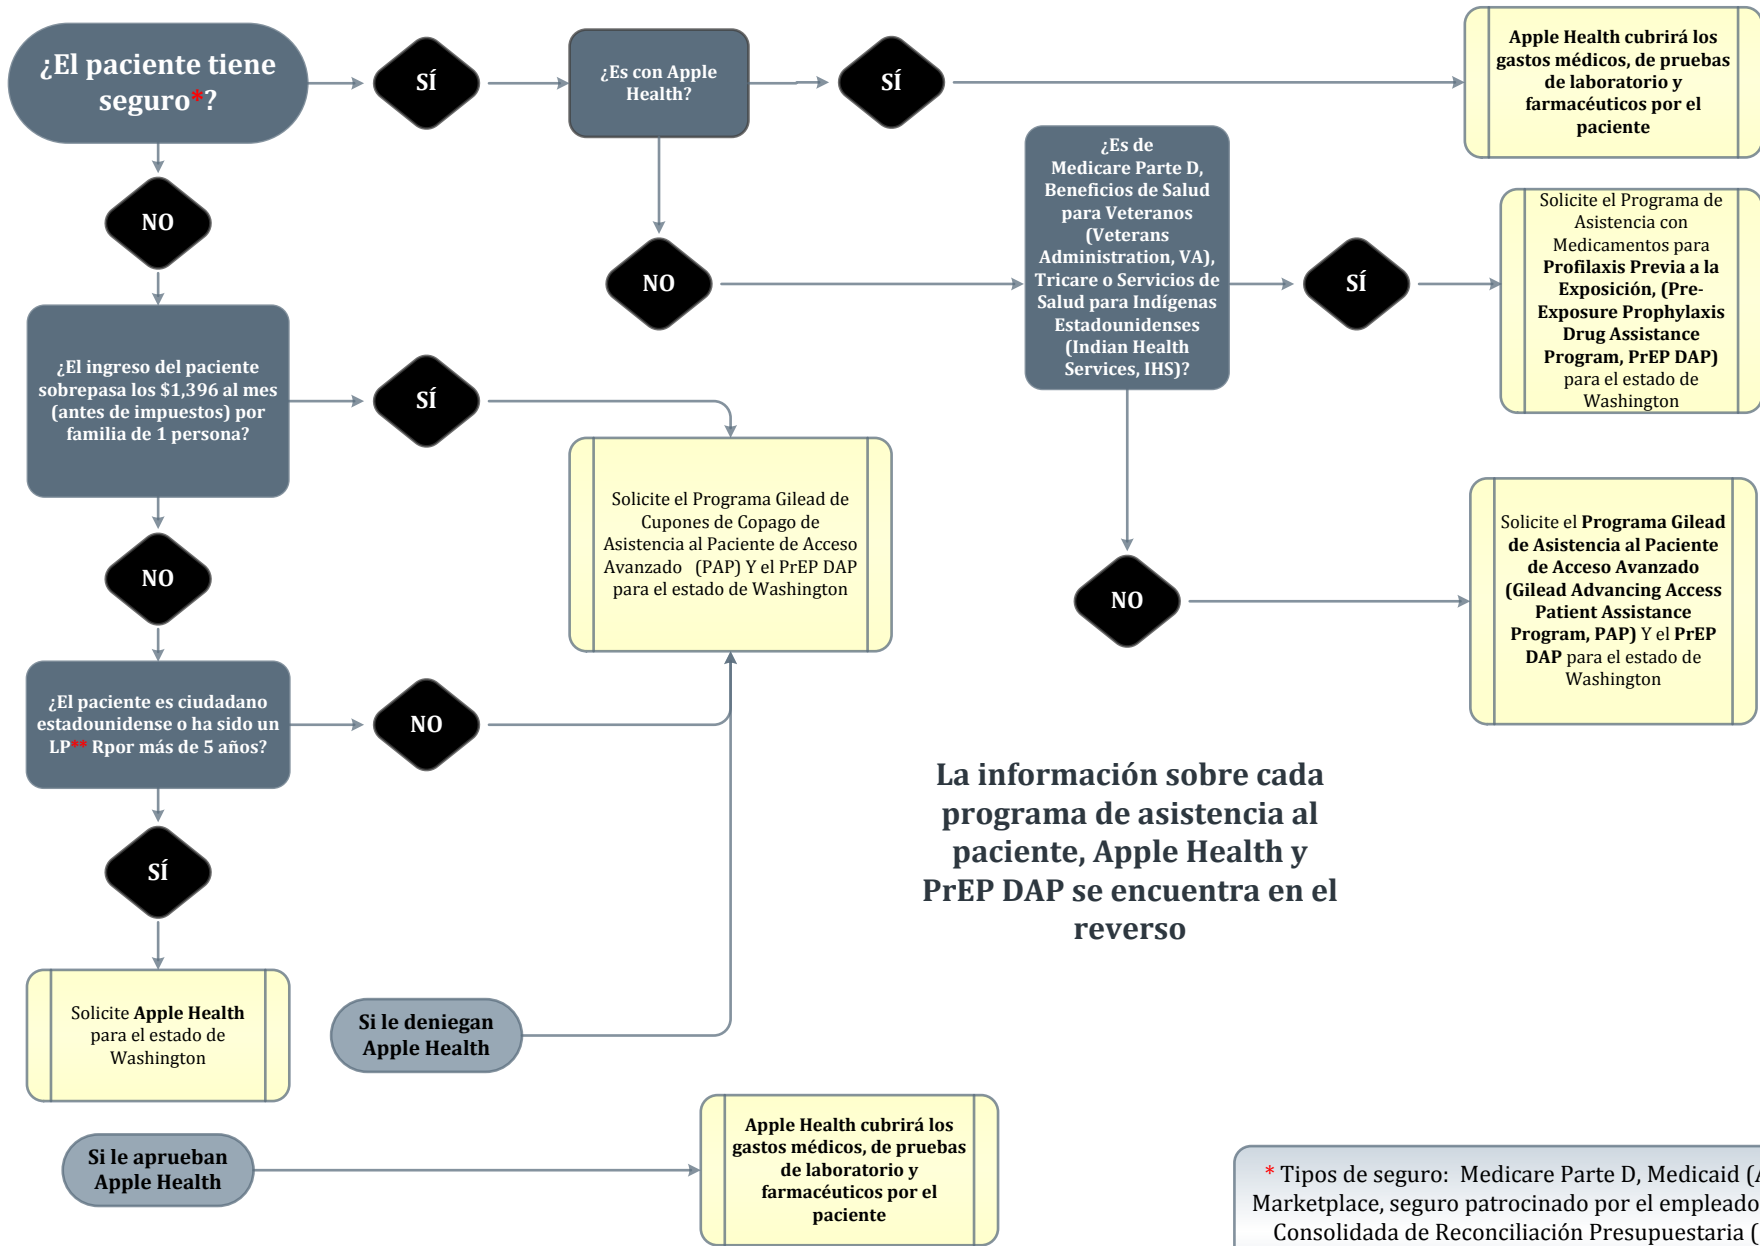 ¿El paciente tiene
seguro*?
SÍ
¿Es con Apple
Health?
SÍ
Apple Health cubrirá los
gastos médicos, de pruebas
de laboratorio y
farmacéuticos por el
paciente
NO
NO
¿Es de
Medicare Parte D,
Beneficios de Salud
para Veteranos
(Veterans
Administration, VA),
Tricare o Servicios de
Salud para Indígenas
Estadounidenses
(Indian Health
Services, IHS)?
SÍ
Solicite el Programa de
Asistencia con
Medicamentos para
Profilaxis Previa a la
Exposición, (Pre-
Exposure Prophylaxis
Drug Assistance
Program, PrEP DAP)
para el estado de
Washington
¿El ingreso del paciente
sobrepasa los $1,396 al mes
(antes de impuestos) por
familia de 1 persona?
SÍ
Solicite el Programa Gilead de
Cupones de Copago de
Asistencia al Paciente de Acceso
Avanzado (PAP) Y el PrEP DAP
para el estado de Washington
NO
NO
Solicite el Programa Gilead
de Asistencia al Paciente
de Acceso Avanzado
(Gilead Advancing Access
Patient Assistance
Program, PAP) Y el PrEP
DAP para el estado de
Washington
¿El paciente es ciudadano
estadounidense o ha sido un
LP** Rpor más de 5 años?
NO
SÍ
La información sobre cada
programa de asistencia al
paciente, Apple Health y
PrEP DAP se encuentra en el
reverso
Solicite Apple Health
para el estado de
Washington
Si le deniegan
Apple Health
Si le aprueban
Apple Health
Apple Health cubrirá los
gastos médicos, de pruebas
de laboratorio y
farmacéuticos por el
paciente
* Tipos de seguro: Medicare Parte D, Medicaid (
Marketplace, seguro patrocinado por el empleado
Consolidada de Reconciliación Presupuestaria (